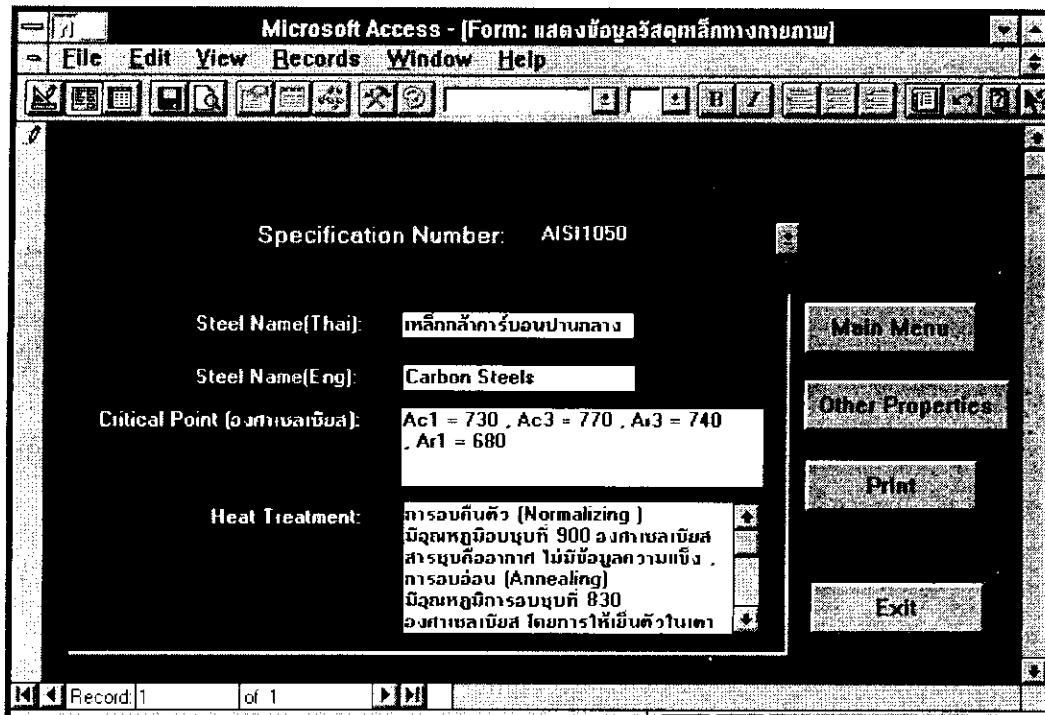 Microsoft Access - [Form: แสดงข้อมูลวัสดุเหล็กทางกายภาพ]
File Edit View Records Window Help
B I
Specification Number: AISI1050
Steel Name(Thai): เหล็กกล้าคาร์บอนปานกลาง
Steel Name(Eng): Carbon Steels
Critical Point (องศาเซลเซียส): Ac1 = 730 , Ac3 = 770 , Ar3 = 740
, Ar1 = 680
Heat Treatment: การอบคืนตัว (Normalizing )
มีอุณหภูมิอบชุบที่ 900 องศาเซลเซียส
สารชุบคืออากาศ ไม่มีข้อมูลความแข็ง ,
การอบอ่อน (Annealing)
มีอุณหภูมิการอบชุบที่ 830
องศาเซลเซียส โดยการให้เย็นตัวในเตา
Main Menu
Other Properties
Print
Exit
Record: 1 of 1